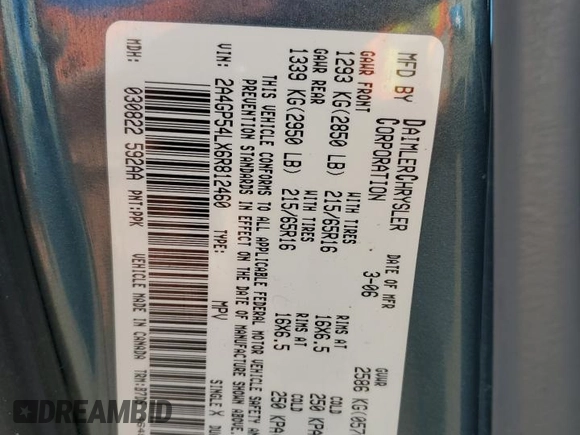 MFD BY DAIMLERCHRYSLER CORPORATION
DATE OF MFR 3-06
GVWR 2586 KG(057
GAWR FRONT WITH TIRES RIMS AT COLD
1293 KG(2850 LB) 215/65R16 16X6.5 250 KPA
GAWR REAR WITH TIRES RIMS AT COLD
1339 KG(2950 LB) 215/65R16 16X6.5 250 KPA
THIS VEHICLE CONFORMS TO ALL APPLICABLE FEDERAL MOTOR VEHICLE SAFETY
PREVENTION STANDARDS IN EFFECT ON THE DATE OF MANUFACTURE SHOWN ABOVE.
VIN: 2A4GP54LX6R812460 TYPE: MPV SINGLE X
MDH: 030822 592AA PNT:PPK VEHICLE MADE IN CANADA
DREAMBID